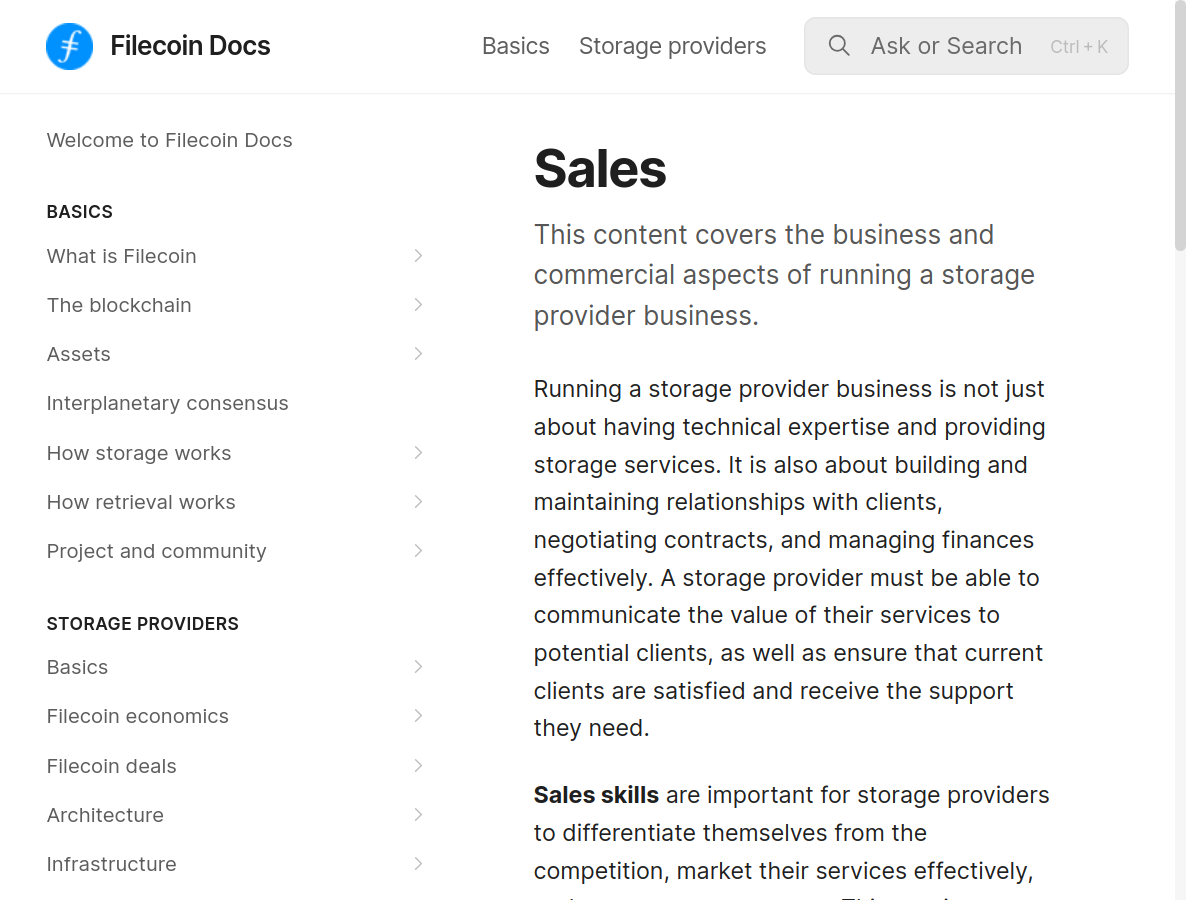 Filecoin Docs
Basics
Storage providers
Ask or Search
Ctrl + K
Welcome to Filecoin Docs
BASICS
What is Filecoin
The blockchain
Assets
Interplanetary consensus
How storage works
How retrieval works
Project and community
STORAGE PROVIDERS
Basics
Filecoin economics
Filecoin deals
Architecture
Infrastructure
Sales
This content covers the business and
commercial aspects of running a storage
provider business.
Running a storage provider business is not just
about having technical expertise and providing
storage services. It is also about building and
maintaining relationships with clients,
negotiating contracts, and managing finances
effectively. A storage provider must be able to
communicate the value of their services to
potential clients, as well as ensure that current
clients are satisfied and receive the support
they need.
Sales skills are important for storage providers
to differentiate themselves from the
competition, market their services effectively,